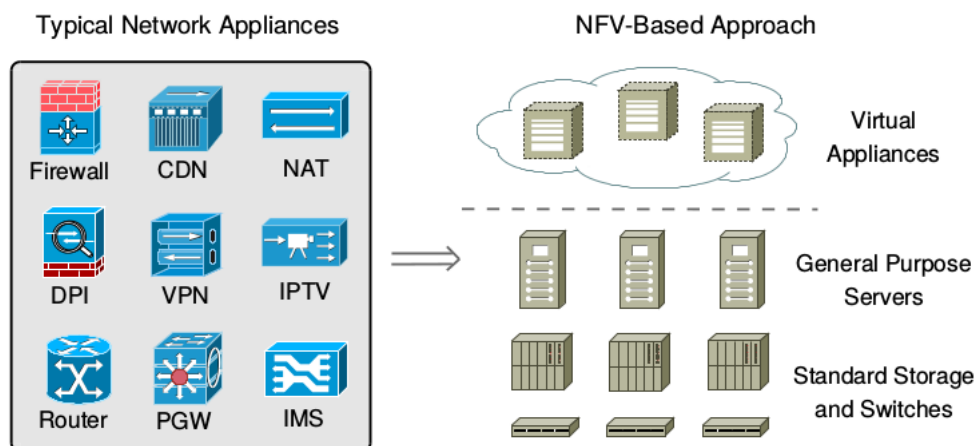 Typical Network Appliances
NFV-Based Approach
Firewall
CDN
NAT
DPI
VPN
IPTV
Router
PGW
IMS
Virtual
Appliances
General Purpose
Servers
Standard Storage
and Switches